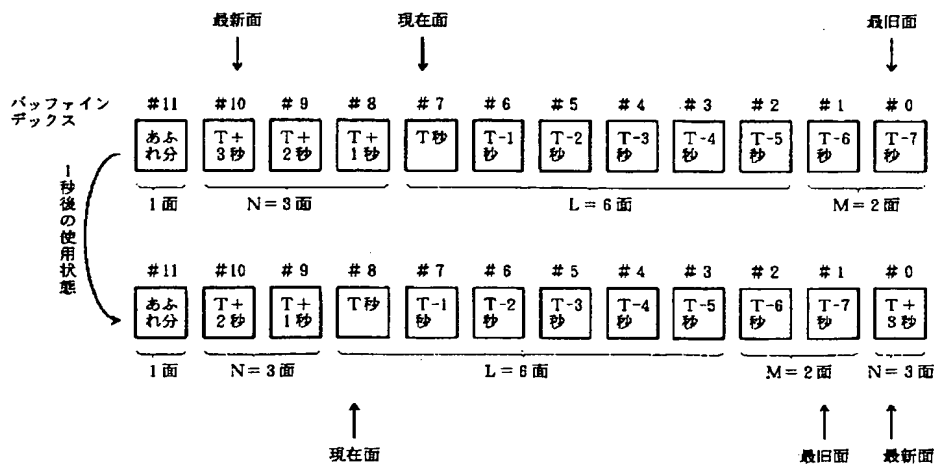 最新面 現在面 最旧面
バッファインデックス
#11 #10 #9 #8 #7 #6 #5 #4 #3 #2 #1 #0
あふれ分 T+3秒 T+2秒 T+1秒 T秒 T-1秒 T-2秒 T-3秒 T-4秒 T-5秒 T-6秒 T-7秒
1面 N=3面 L=6面 M=2面
1秒後の使用状態
#11 #10 #9 #8 #7 #6 #5 #4 #3 #2 #1 #0
あふれ分 T+2秒 T+1秒 T秒 T-1秒 T-2秒 T-3秒 T-4秒 T-5秒 T-6秒 T-7秒 T+3秒
1面 N=3面 L=6面 M=2面 N=3面
現在面 最旧面 最新面